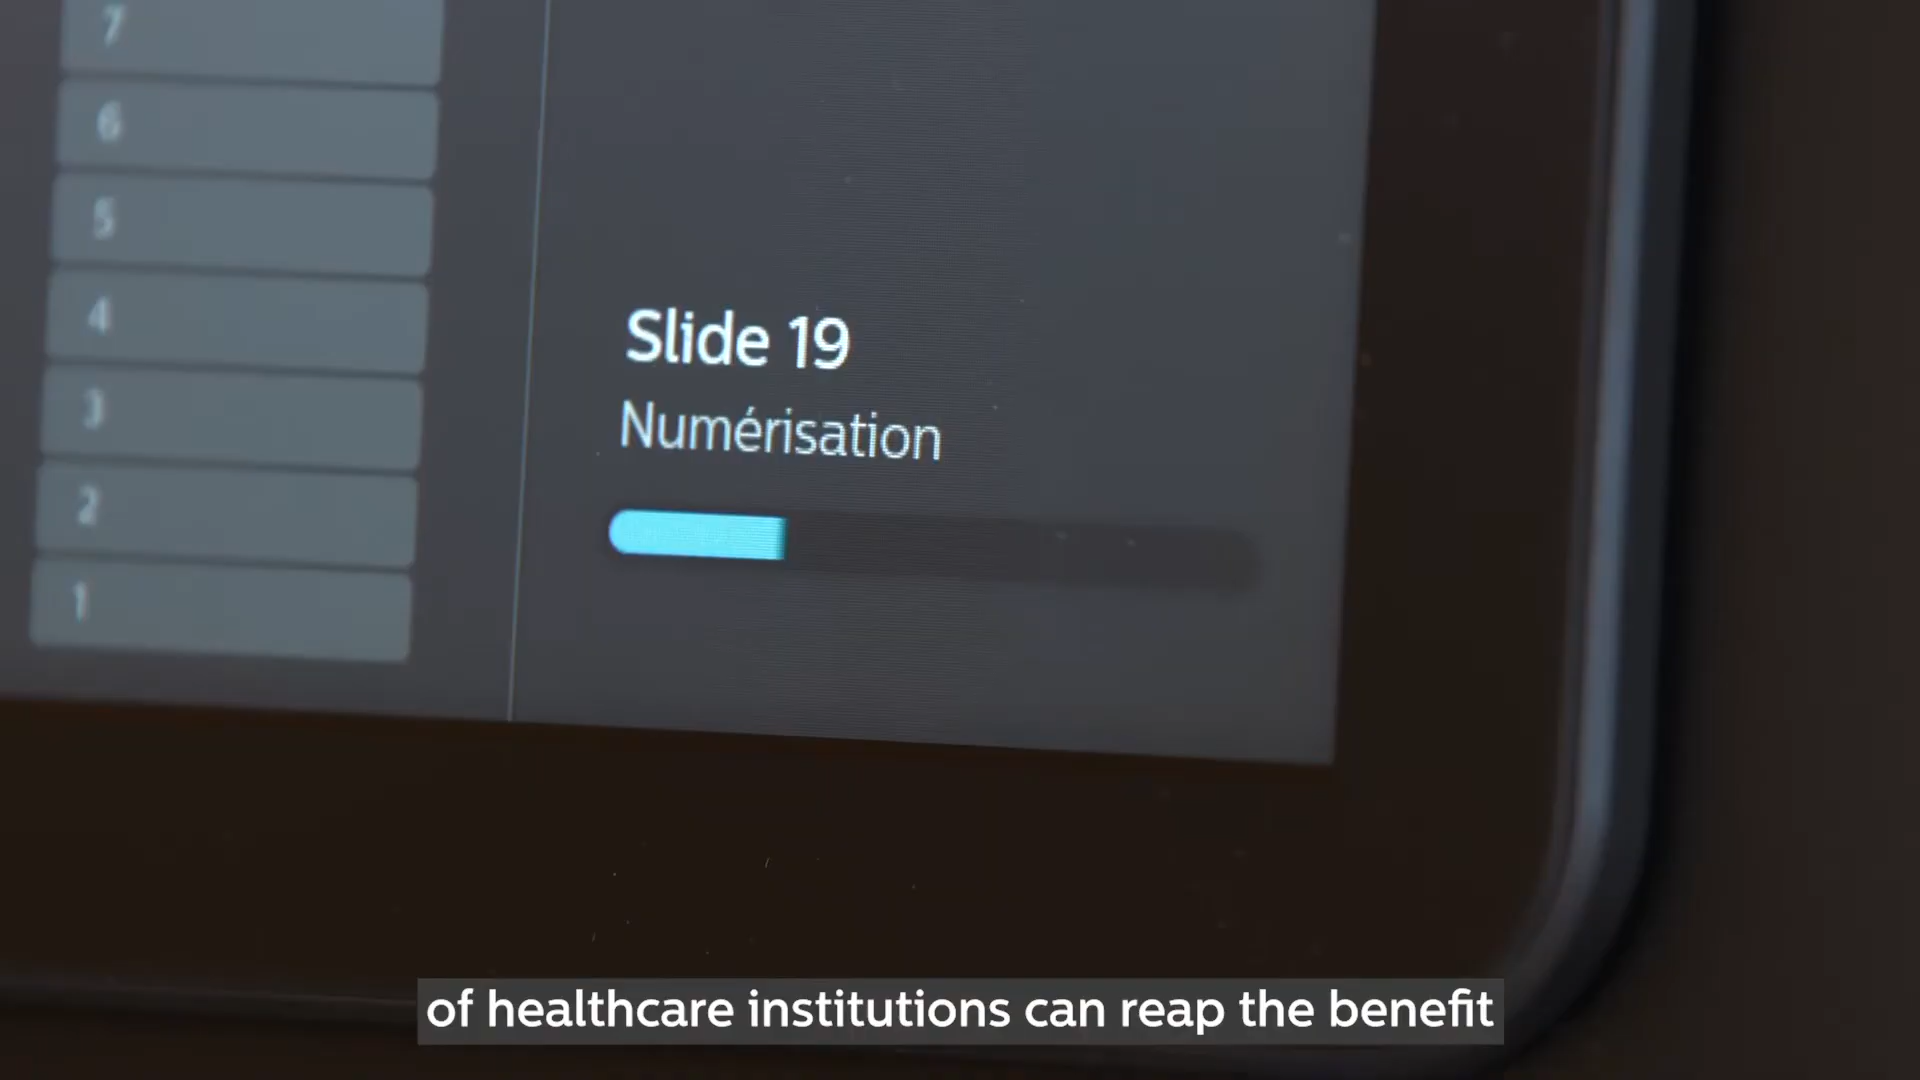 7
6
5
4
3
2
1
Slide 19
Numérisation
of healthcare institutions can reap the benefit